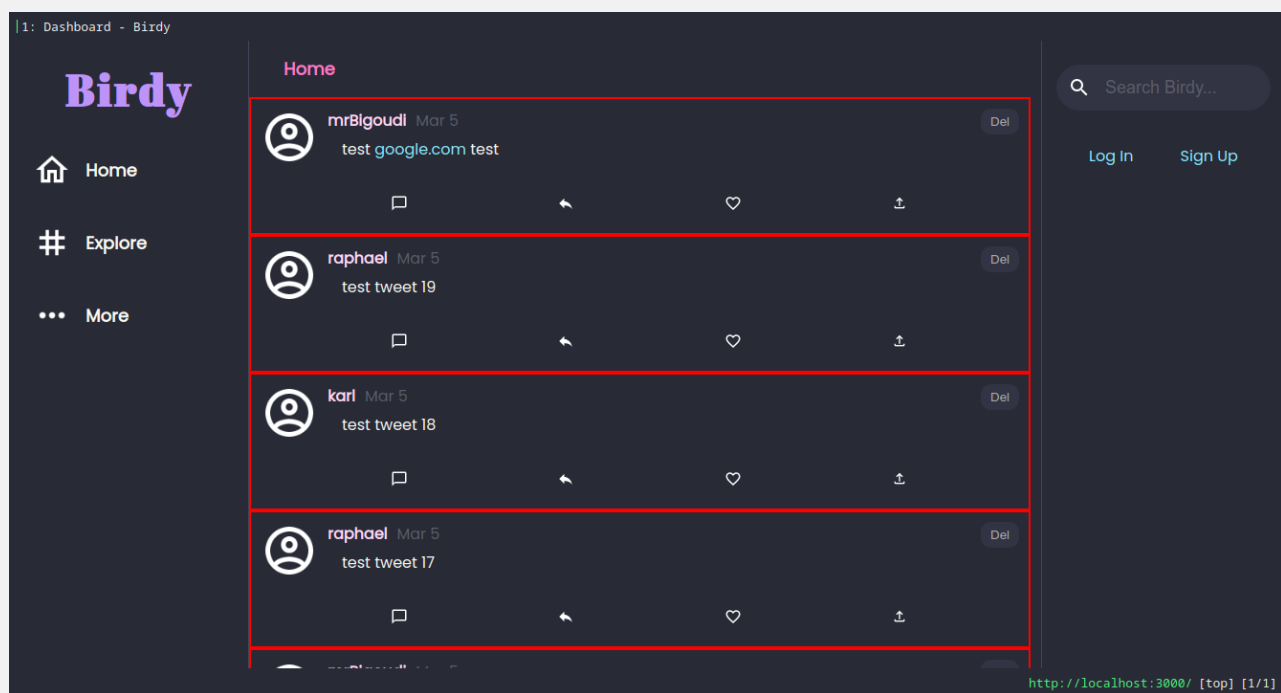 1: Dashboard - Birdy
Birdy
Home
Explore
More
Home
mrBigoudi Mar 5
Del
test google.com test
raphael Mar 5
Del
test tweet 19
karl Mar 5
Del
test tweet 18
raphael Mar 5
Del
test tweet 17
Search Birdy...
Log In Sign Up
http://localhost:3000/ [top] [1/1]